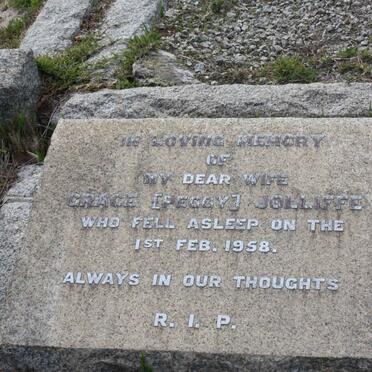 IN LOVING MEMORY
OF
MY DEAR WIFE
GRACE [PEGGY] JOLLIFFE
WHO FELL ASLEEP ON THE
1ST FEB. 1958.
ALWAYS IN OUR THOUGHTS
R. I. P.